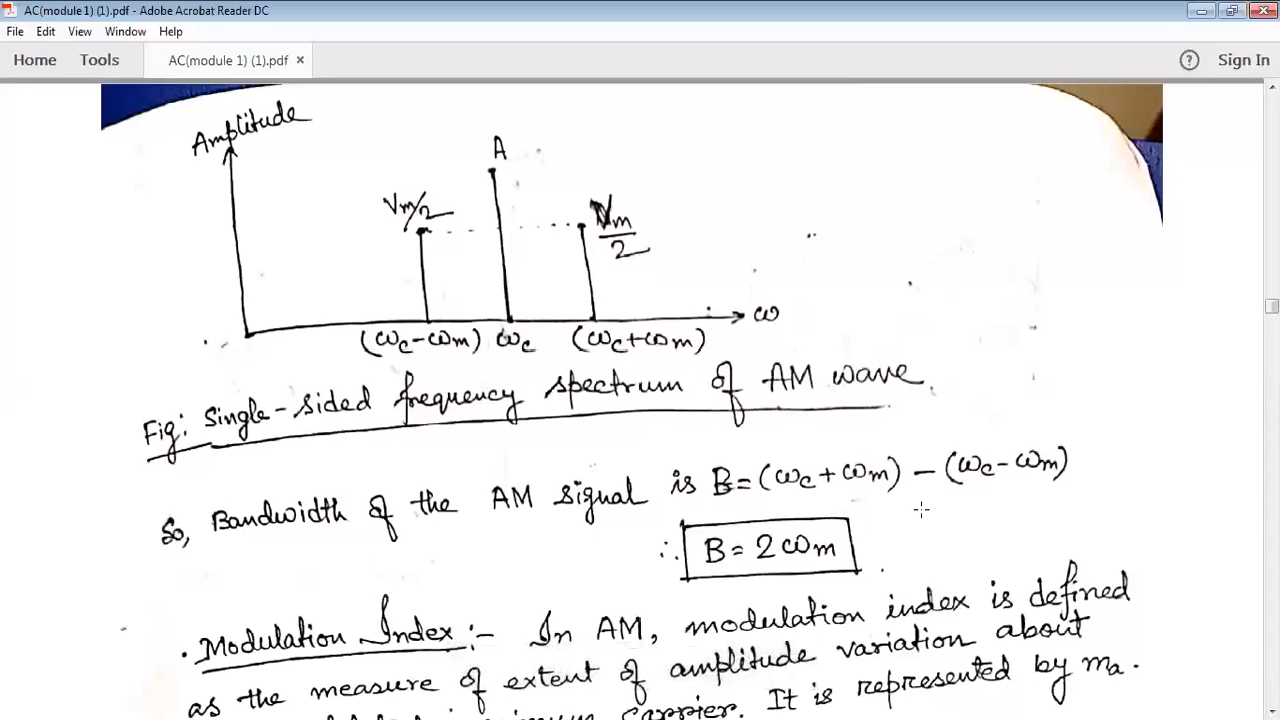 AC(module 1) (1).pdf - Adobe Acrobat Reader DC
File Edit View Window Help
Home Tools AC(module 1) (1).pdf × ? Sign In
Amplitude
A
Vm/2
Vm/2
(ωc-ωm) ωc (ωc+ωm) ω
Fig: Single-sided frequency spectrum of AM wave.
So, Bandwidth of the AM signal is B=(ωc+ωm) - (ωc-ωm)
∴ B= 2ωm
. Modulation Index :- In AM, modulation index is defined
as the measure of extent of amplitude variation about
carrier. It is represented by ma.